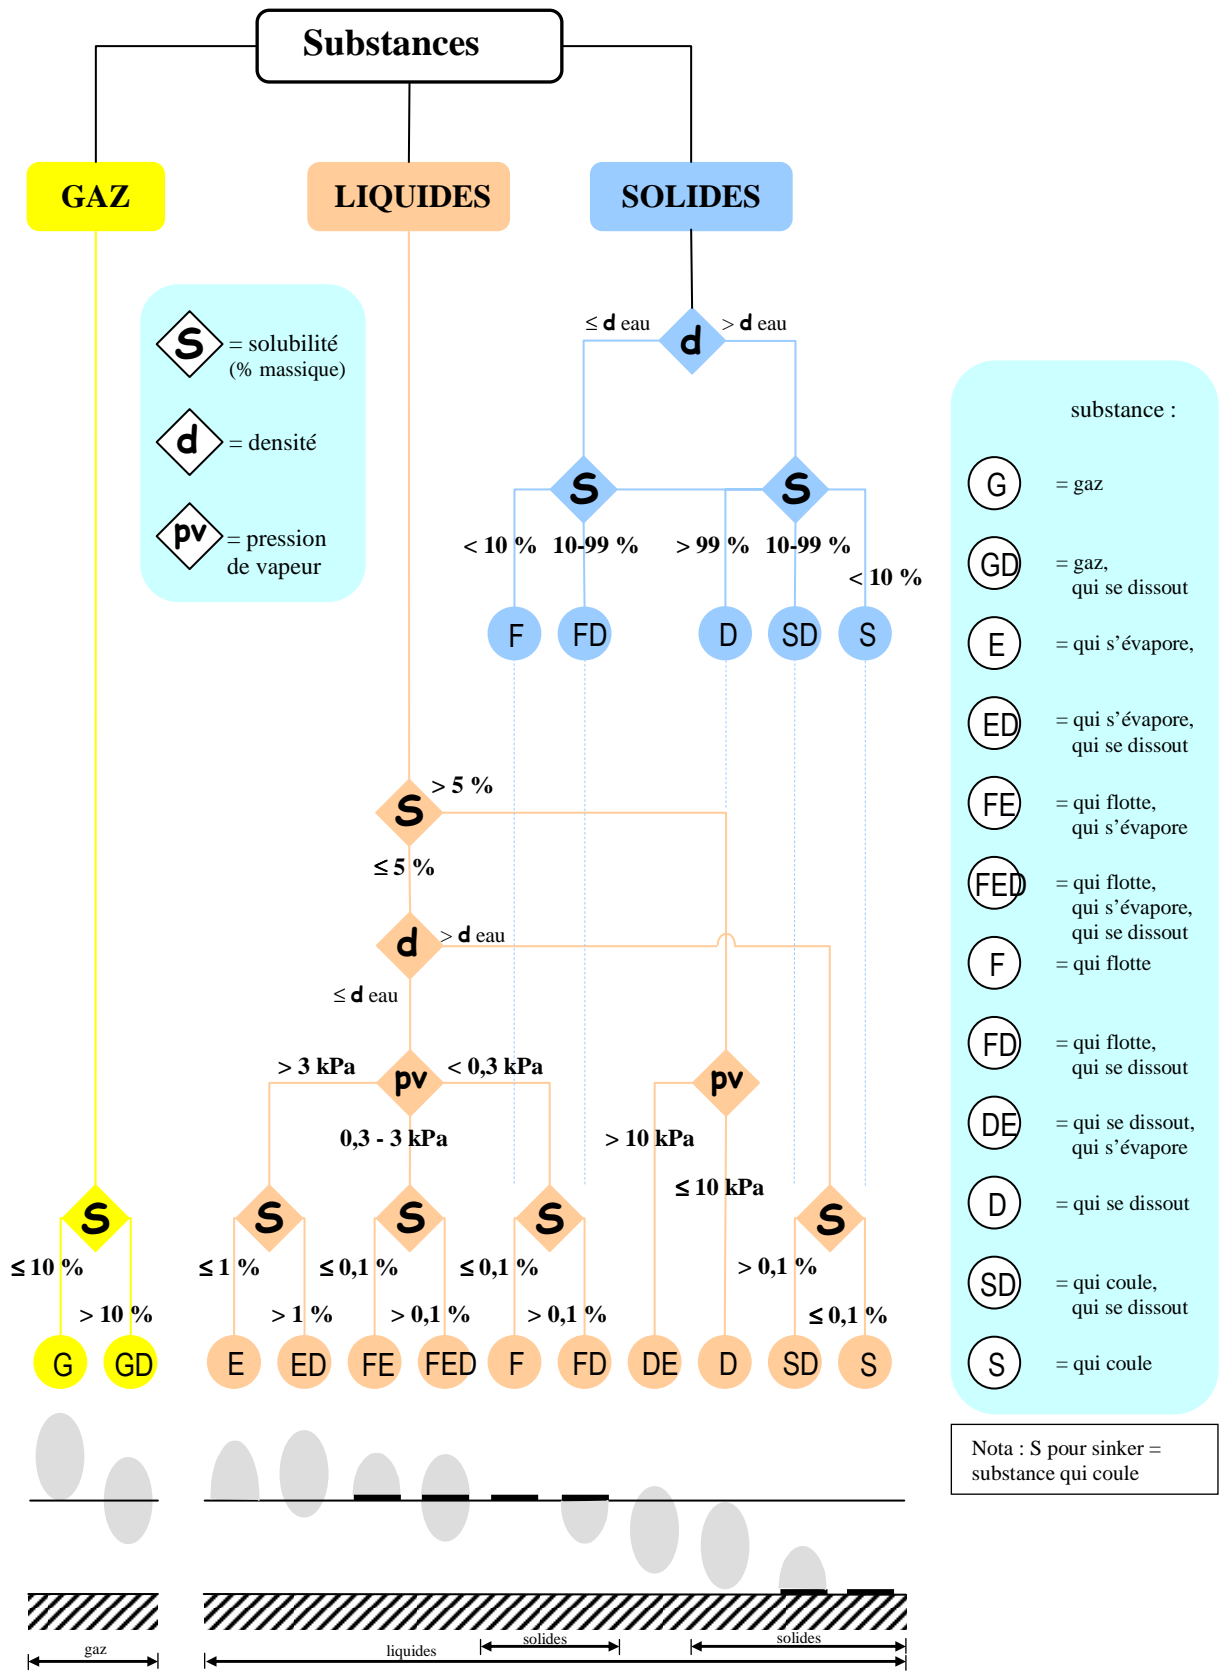 Substances
GAZ
LIQUIDES
SOLIDES
S = solubilité
(% massique)
d = densité
pv = pression
de vapeur
≤ d eau
> d eau
d
S
S
< 10 %
10-99 %
> 99 %
10-99 %
< 10 %
F
FD
D
SD
S
> 5 %
S
≤ 5 %
d
> d eau
≤ d eau
> 3 kPa
pv
< 0,3 kPa
pv
0,3 - 3 kPa
> 10 kPa
≤ 10 kPa
S
S
S
S
S
≤ 10 %
≤ 1 %
≤ 0,1 %
≤ 0,1 %
> 0,1 %
> 10 %
> 1 %
> 0,1 %
> 0,1 %
≤ 0,1 %
G
GD
E
ED
FE
FED
F
FD
DE
D
SD
S
gaz
liquides
solides
solides
substance :
G = gaz
GD = gaz,
qui se dissout
E = qui s’évapore,
ED = qui s’évapore,
qui se dissout
FE = qui flotte,
qui s’évapore
FED = qui flotte,
qui s’évapore,
qui se dissout
F = qui flotte
FD = qui flotte,
qui se dissout
DE = qui se dissout,
qui s’évapore
D = qui se dissout
SD = qui coule,
qui se dissout
S = qui coule
Nota : S pour sinker =
substance qui coule